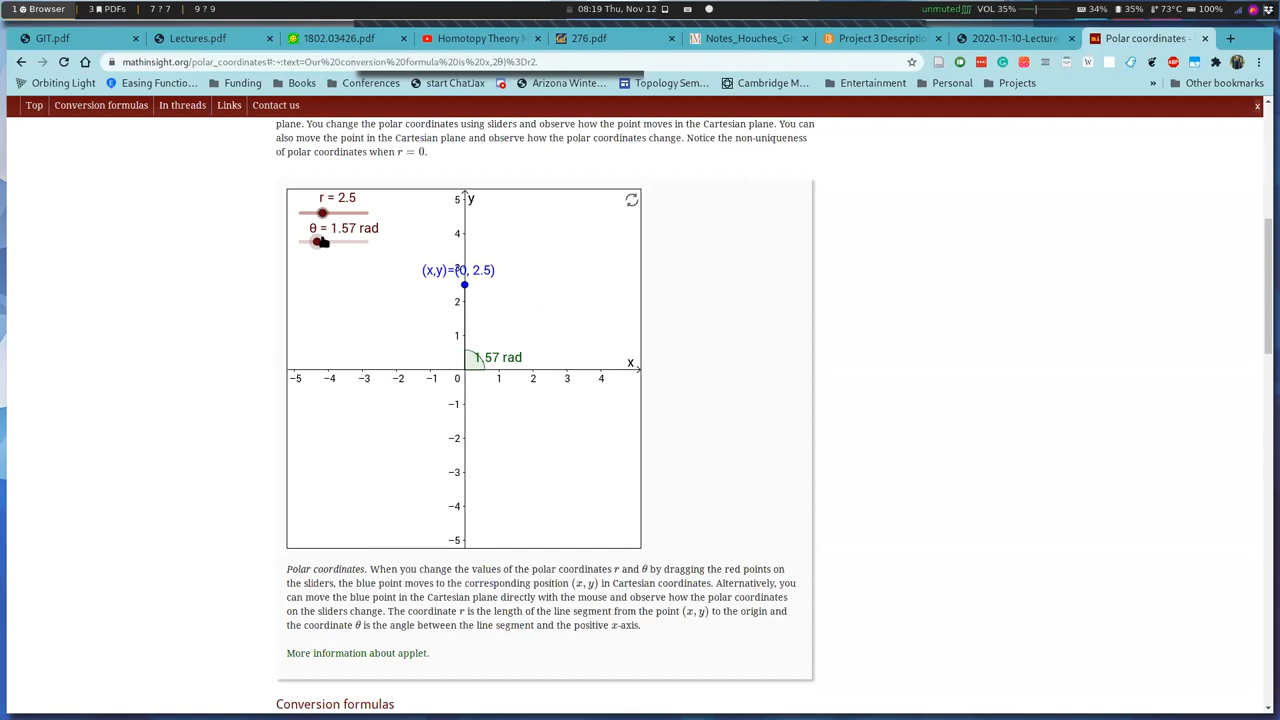 1 Browser 3 PDFs 7 ? 7 9 ? 9 08:19 Thu, Nov 12 unmuted VOL 35% 34% 35% 73°C 100%
GIT.pdf Lectures.pdf 1802.03426.pdf Homotopy Theory 276.pdf Notes_Houches_Gi Project 3 Descriptio 2020-11-10-Lecture Polar coordinates -
mathinsight.org/polar_coordinates#:~:text=Our%20conversion%20formula%20is%20x,2θ)%3Dr2.
Orbiting Light Easing Functions... Funding Books Conferences start ChatJax Arizona Winte... Topology Sem... Cambridge M... Entertainment Personal Projects » Other bookmarks
Top Conversion formulas In threads Links Contact us x
plane. You change the polar coordinates using sliders and observe how the point moves in the Cartesian plane. You can
also move the point in the Cartesian plane and observe how the polar coordinates change. Notice the non-uniqueness
of polar coordinates when r = 0.
r = 2.5
θ = 1.57 rad
y
5
4
3
(x,y)=(0, 2.5)
2
1
1.57 rad
x
−5 −4 −3 −2 −1 0 1 2 3 4
−1
−2
−3
−4
−5
Polar coordinates. When you change the values of the polar coordinates r and θ by dragging the red points on
the sliders, the blue point moves to the corresponding position (x, y) in Cartesian coordinates. Alternatively, you
can move the blue point in the Cartesian plane directly with the mouse and observe how the polar coordinates
on the sliders change. The coordinate r is the length of the line segment from the point (x, y) to the origin and
the coordinate θ is the angle between the line segment and the positive x-axis.
More information about applet.
Conversion formulas